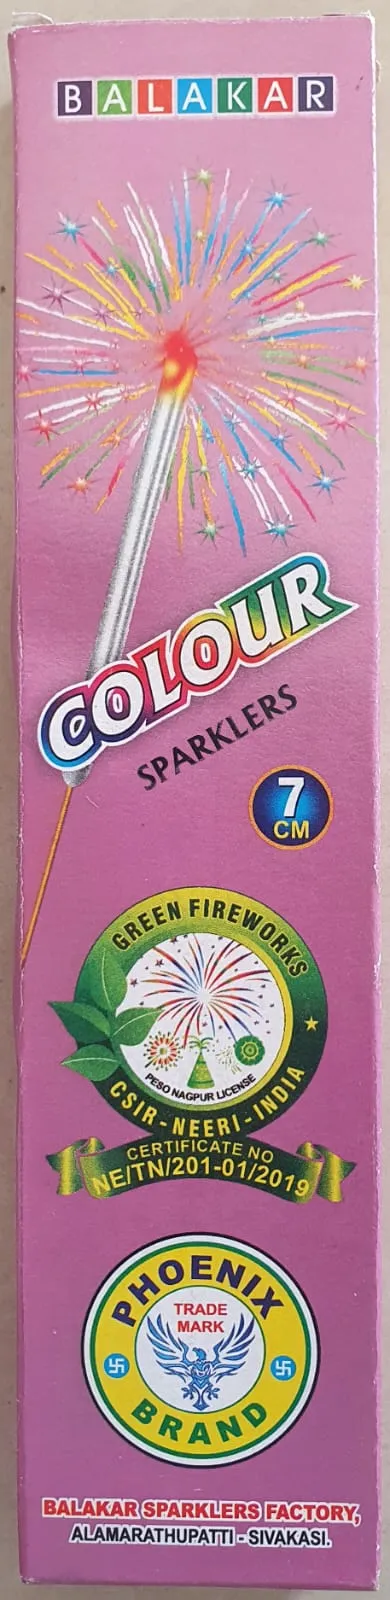 BALAKAR
COLOUR
SPARKLERS
7
CM
GREEN FIREWORKS
PESO NAGPUR LICENSE
CSIR - NEERI - INDIA
CERTIFICATE NO
NE/TN/201-01/2019
PHOENIX
TRADE
MARK
BRAND
BALAKAR SPARKLERS FACTORY,
ALAMARATHUPATTI - SIVAKASI.